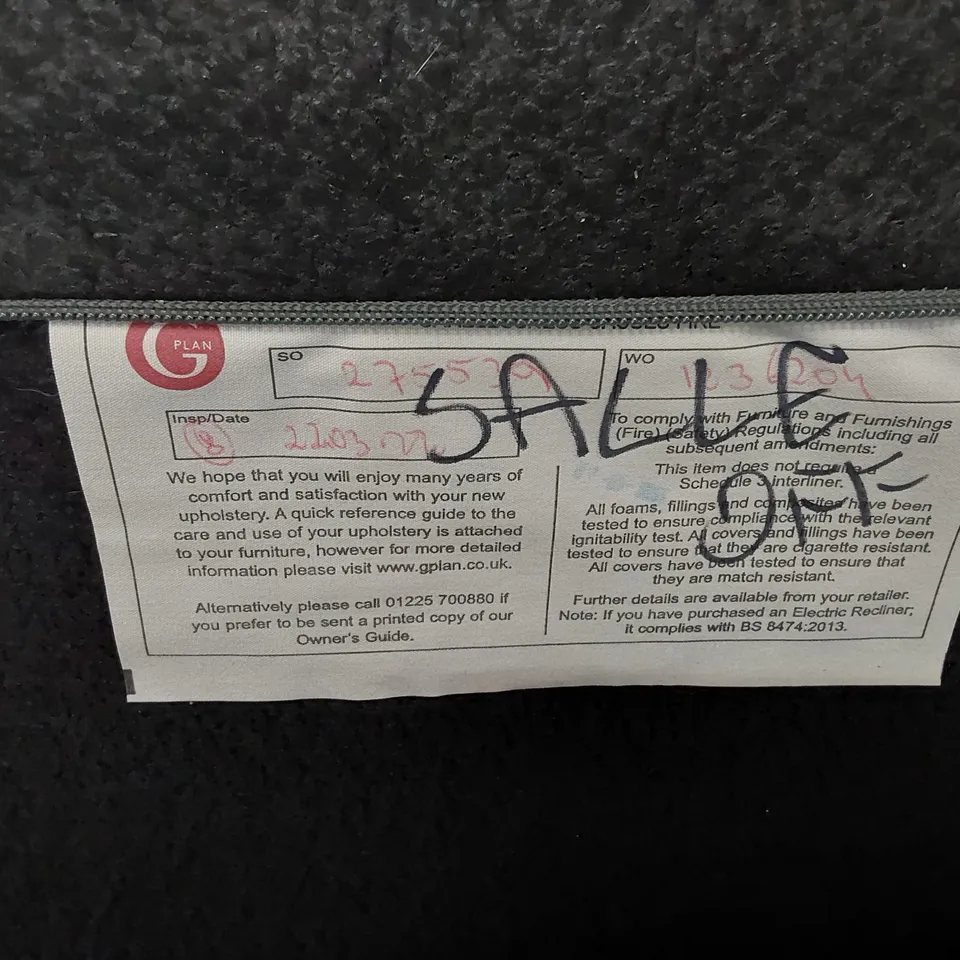 G PLAN
SO 275579
WO 1236204
Insp/Date
8 22.03.22
SALLE
OFF
To comply with Furniture and Furnishings
(Fire) (Safety) Regulations including all
subsequent amendments:
This item does not require a
Schedule 3 interliner.
All foams, fillings and composites have been
tested to ensure compliance with the relevant
ignitability test. All covers and fillings have been
tested to ensure that they are cigarette resistant.
All covers have been tested to ensure that
they are match resistant.
Further details are available from your retailer.
Note: If you have purchased an Electric Recliner;
it complies with BS 8474:2013.
We hope that you will enjoy many years of
comfort and satisfaction with your new
upholstery. A quick reference guide to the
care and use of your upholstery is attached
to your furniture, however for more detailed
information please visit www.gplan.co.uk.
Alternatively please call 01225 700880 if
you prefer to be sent a printed copy of our
Owner's Guide.